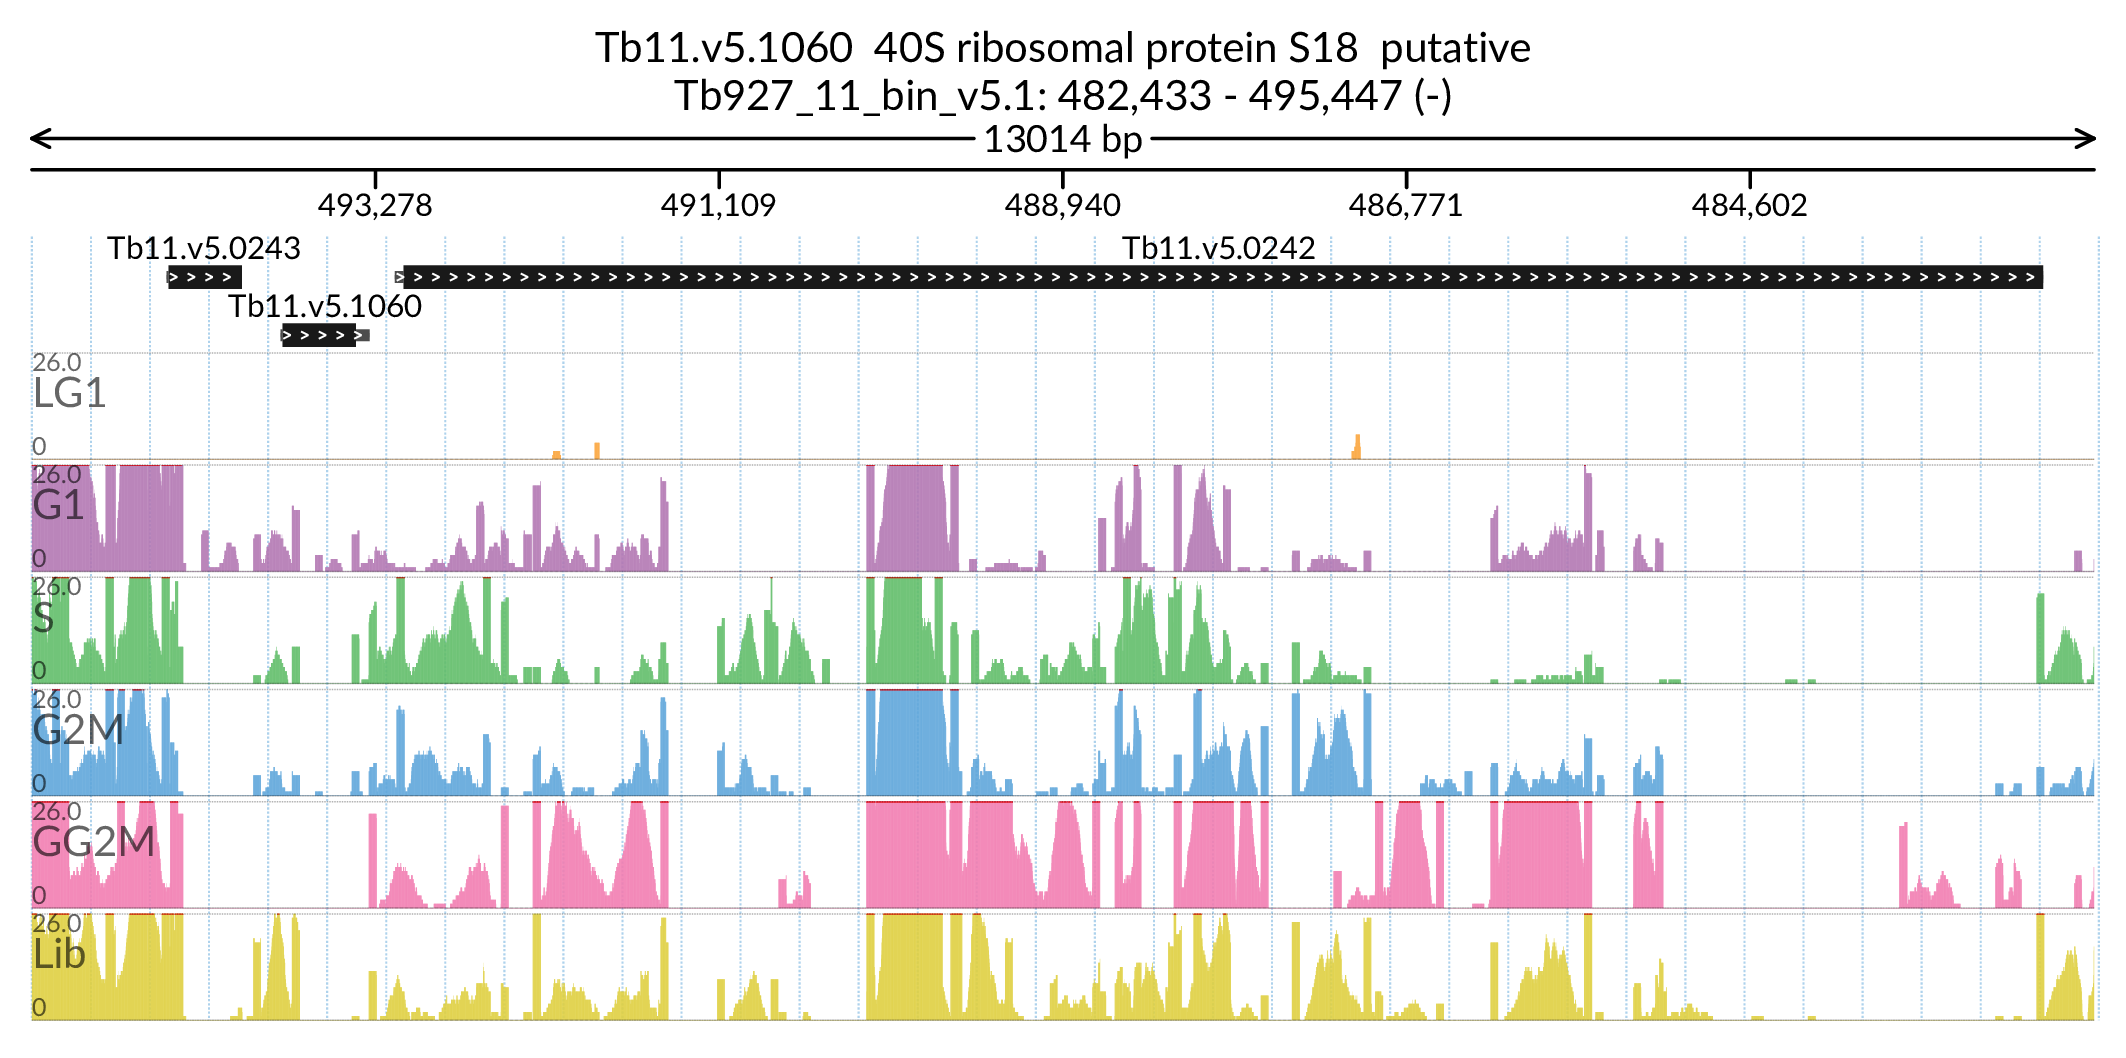 Tb11.v5.1060  40S ribosomal protein S18  putative
Tb927_11_bin_v5.1: 482,433 - 495,447 (-)
13014 bp
493,278 491,109 488,940 486,771 484,602
Tb11.v5.0243 Tb11.v5.0242
Tb11.v5.1060
26.0
LG1
0
26.0
G1
0
26.0
S
0
26.0
G2M
0
26.0
GG2M
0
26.0
Lib
0